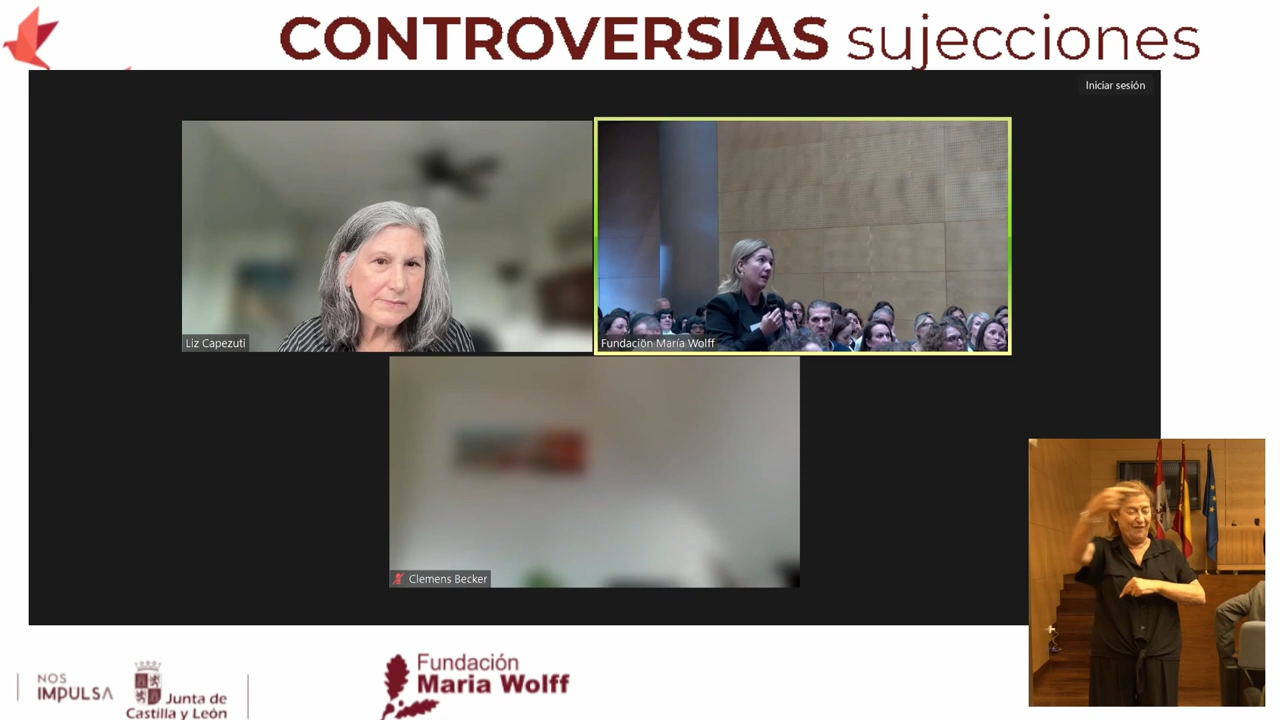 CONTROVERSIAS sujecciones
Iniciar sesión
Liz Capezuti
Fundación María Wolff
Clemens Becker
NOS
IMPULSA
Junta de
Castilla y León
Fundación
Maria Wolff